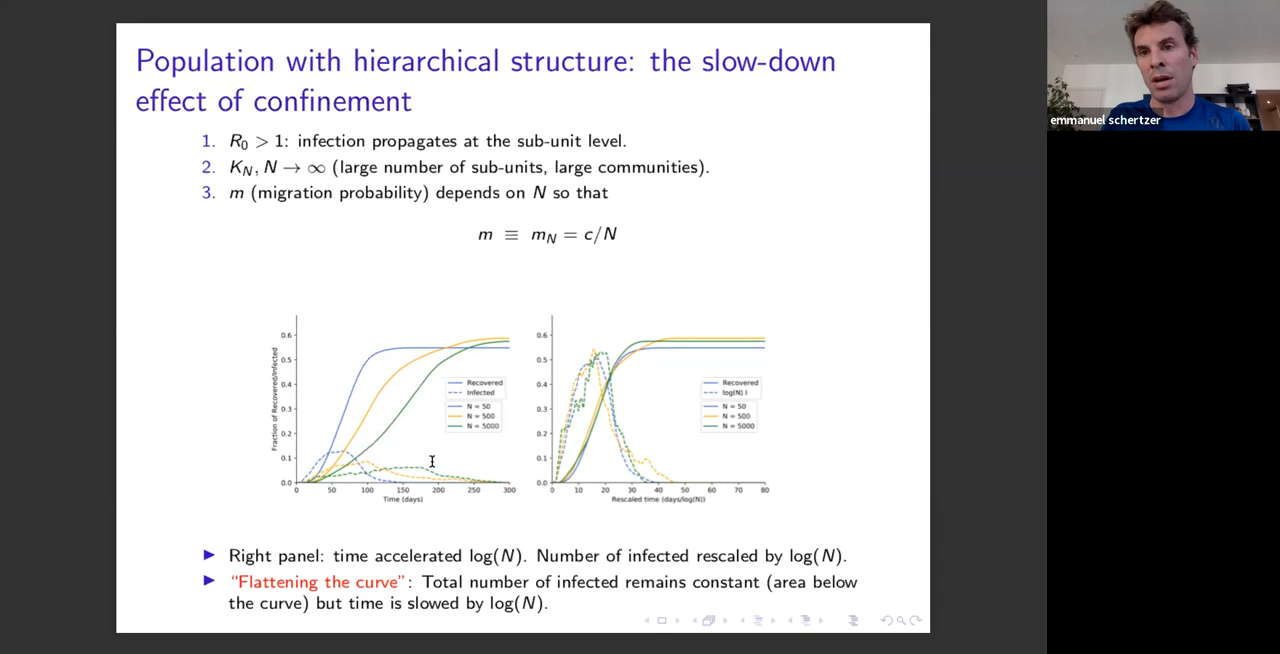 Population with hierarchical structure: the slow-down
effect of confinement
1. R₀ > 1: infection propagates at the sub-unit level.
2. K_N, N → ∞ (large number of sub-units, large communities).
3. m (migration probability) depends on N so that
m ≡ m_N = c/N
Fraction of Recovered/Infected
0.6
0.5
0.4
0.3
0.2
0.1
0.0
0 50 100 150 200 250 300
Time (days)
Recovered
Infected
N = 50
N = 500
N = 5000
0.6
0.5
0.4
0.3
0.2
0.1
0.0
0 10 20 30 40 50 60 70 80
Rescaled time (days/log(N))
Recovered
log(N) I
N = 50
N = 500
N = 5000
▶ Right panel: time accelerated log(N). Number of infected rescaled by log(N).
▶ “Flattening the curve”: Total number of infected remains constant (area below
the curve) but time is slowed by log(N).
emmanuel schertzer